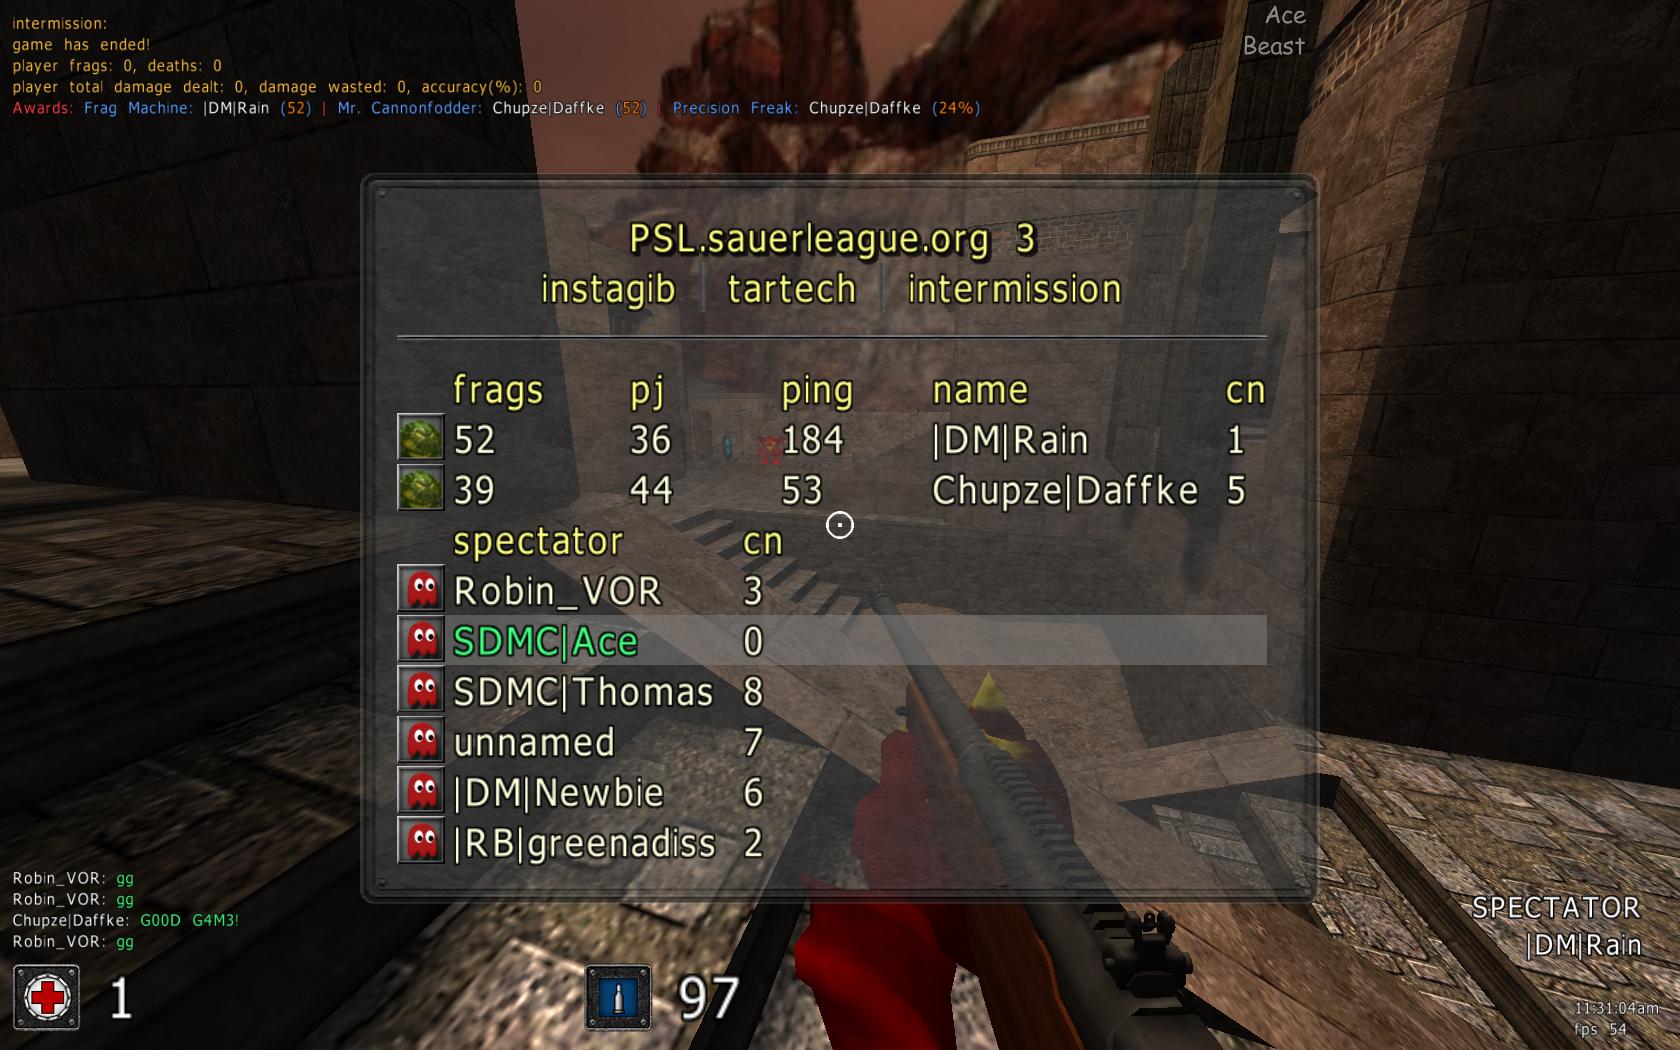 intermission:
game has ended!
player frags: 0, deaths: 0
player total damage dealt: 0, damage wasted: 0, accuracy(%): 0
Awards: Frag Machine: |DM|Rain (52) | Mr. Cannonfodder: Chupze|Daffke (52) | Precision Freak: Chupze|Daffke (24%)
Ace
Beast
PSL.sauerleague.org 3
instagib tartech intermission
frags pj ping name cn
52 36 184 |DM|Rain 1
39 44 53 Chupze|Daffke 5
spectator cn
Robin_VOR 3
SDMC|Ace 0
SDMC|Thomas 8
unnamed 7
|DM|Newbie 6
|RB|greenadiss 2
Robin_VOR: gg
Robin_VOR: gg
Chupze|Daffke: G00D G4M3!
Robin_VOR: gg
1
97
SPECTATOR
|DM|Rain
11:31:04am
fps 54